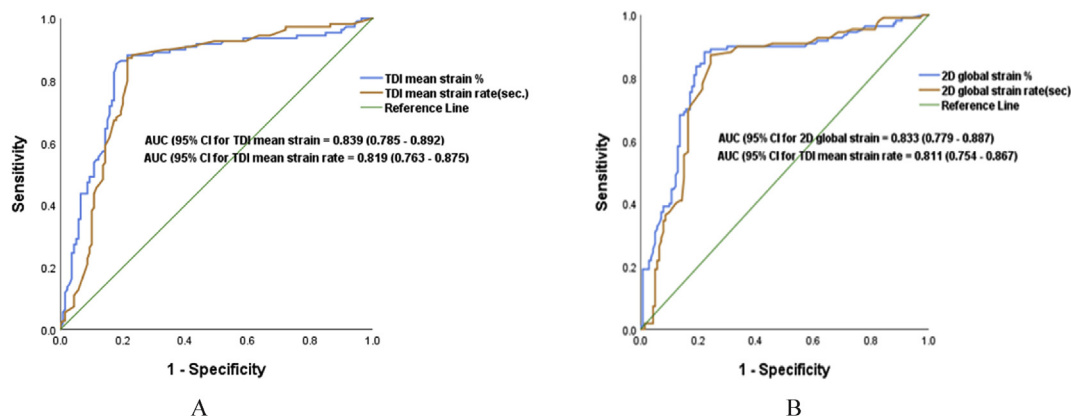 1.0
0.8
0.6
0.4
0.2
0.0
Sensitivity
TDI mean strain %
TDI mean strain rate(sec.)
Reference Line
AUC (95% CI for TDI mean strain = 0.839 (0.785 - 0.892)
AUC (95% CI for TDI mean strain rate = 0.819 (0.763 - 0.875)
0.0 0.2 0.4 0.6 0.8 1.0
1 - Specificity
A
1.0
0.8
0.6
0.4
0.2
0.0
Sensitivity
2D global strain %
2D global strain rate(sec)
Reference Line
AUC (95% CI for 2D global strain = 0.833 (0.779 - 0.887)
AUC (95% CI for TDI mean strain rate = 0.811 (0.754 - 0.867)
0.0 0.2 0.4 0.6 0.8 1.0
1 - Specificity
B